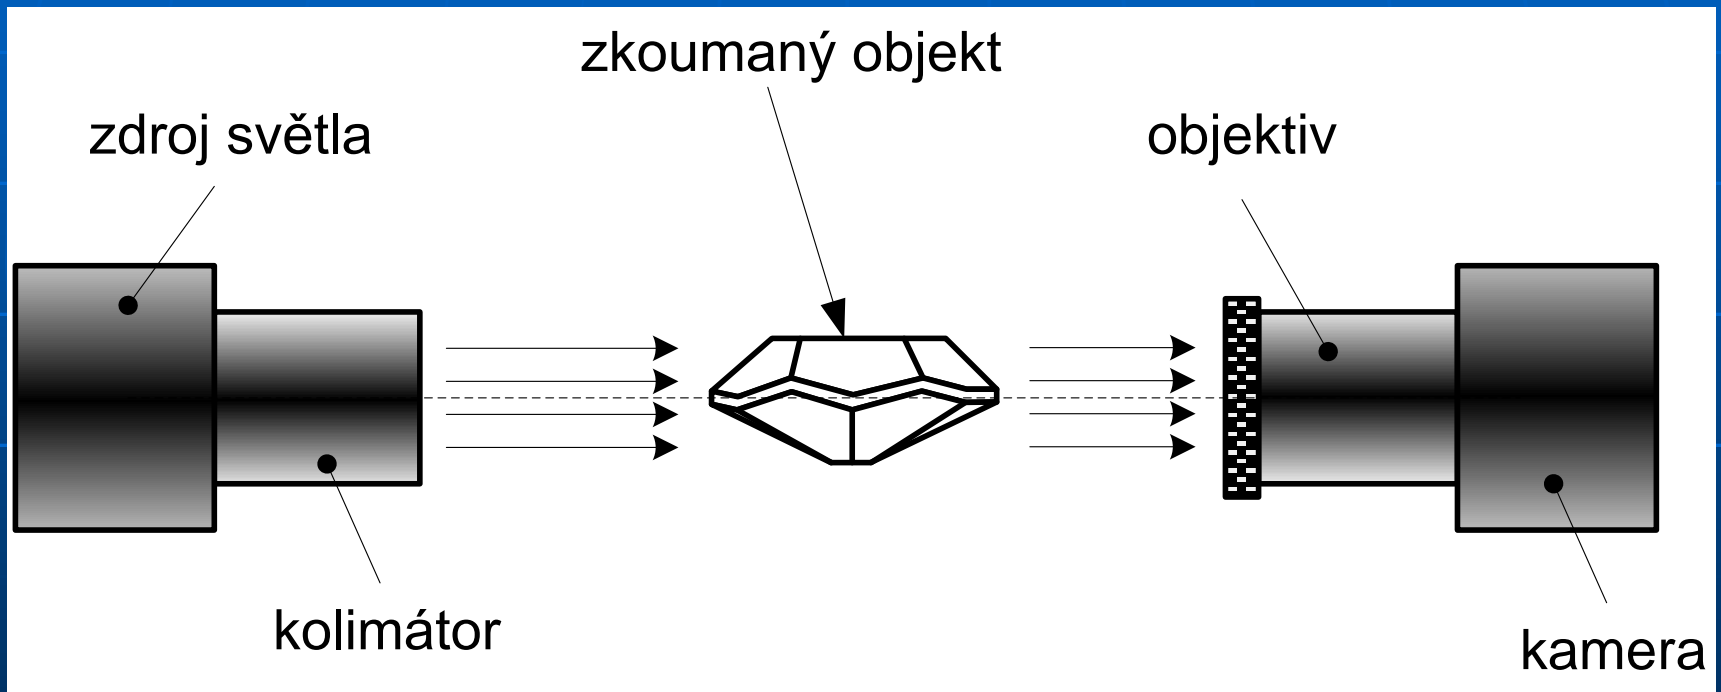 zkoumaný objekt
zdroj světla
objektiv
kolimátor
kamera